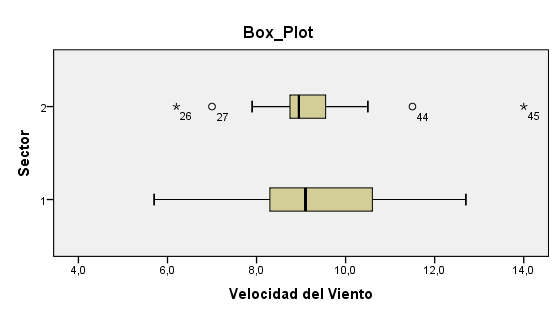 Box_Plot
Sector
2
*26
27
44
*45
1
4,0 6,0 8,0 10,0 12,0 14,0
Velocidad del Viento